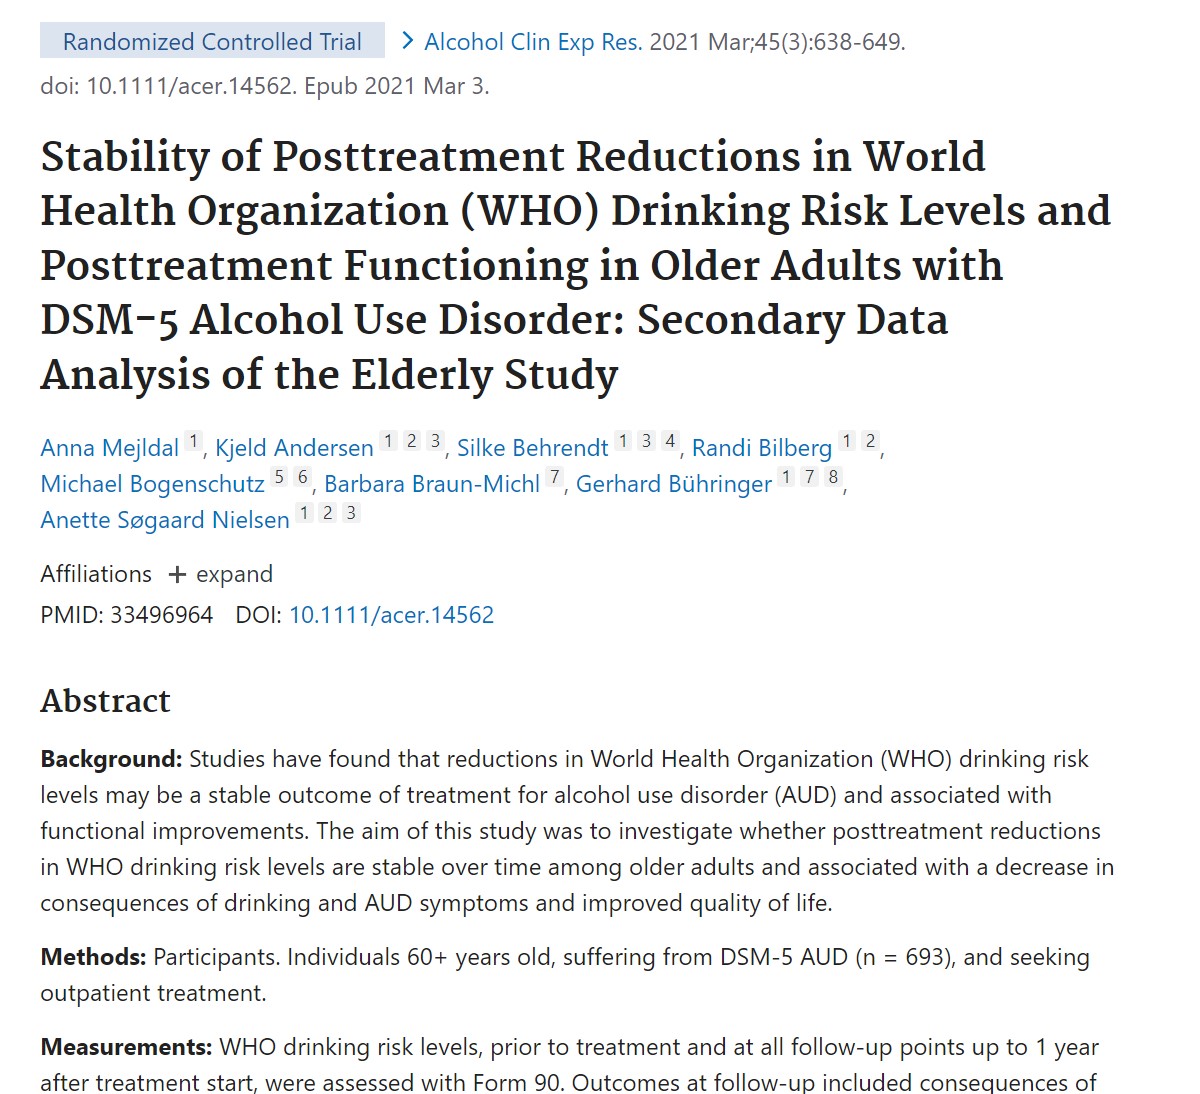 Randomized Controlled Trial > Alcohol Clin Exp Res. 2021 Mar;45(3):638-649.
doi: 10.1111/acer.14562. Epub 2021 Mar 3.
Stability of Posttreatment Reductions in World
Health Organization (WHO) Drinking Risk Levels and
Posttreatment Functioning in Older Adults with
DSM-5 Alcohol Use Disorder: Secondary Data
Analysis of the Elderly Study
Anna Mejldal 1, Kjeld Andersen 1 2 3, Silke Behrendt 1 3 4, Randi Bilberg 1 2,
Michael Bogenschutz 5 6, Barbara Braun-Michl 7, Gerhard Bühringer 1 7 8,
Anette Søgaard Nielsen 1 2 3
Affiliations + expand
PMID: 33496964 DOI: 10.1111/acer.14562
Abstract
Background: Studies have found that reductions in World Health Organization (WHO) drinking risk
levels may be a stable outcome of treatment for alcohol use disorder (AUD) and associated with
functional improvements. The aim of this study was to investigate whether posttreatment reductions
in WHO drinking risk levels are stable over time among older adults and associated with a decrease in
consequences of drinking and AUD symptoms and improved quality of life.
Methods: Participants. Individuals 60+ years old, suffering from DSM-5 AUD (n = 693), and seeking
outpatient treatment.
Measurements: WHO drinking risk levels, prior to treatment and at all follow-up points up to 1 year
after treatment start, were assessed with Form 90. Outcomes at follow-up included consequences of